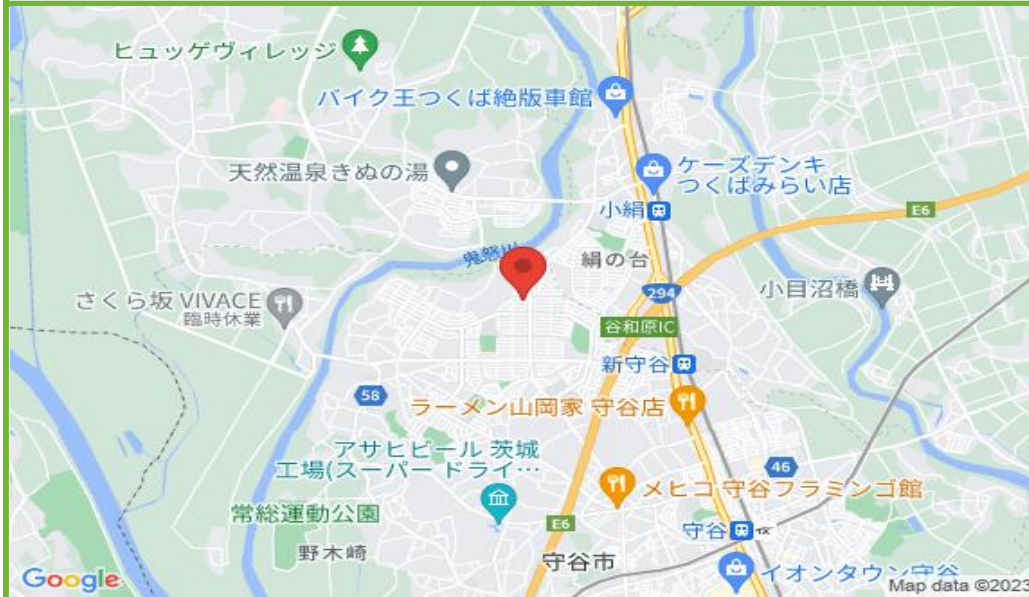 ヒュッゲヴィレッジ
バイク王つくば絶版車館
天然温泉きぬの湯
ケーズデンキ
つくばみらい店
小絹
E6
鬼怒川
絹の台
さくら坂 VIVACE
臨時休業
294
小目沼橋
谷和原IC
新守谷
58
ラーメン山岡家 守谷店
アサヒビール 茨城
工場(スーパー ドライ…
46
メヒコ 守谷フラミンゴ館
常総運動公園
E6
野木崎
守谷
守谷市
イオンタウン守谷
Google
Map data ©2023